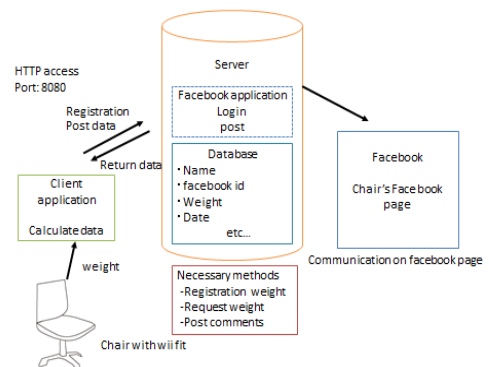 HTTP access
Port: 8080
Registration
Post data
Return data
Client
application
Calculate data
weight
Chair with wii fit
Server
Facebook application
Login
post
Database
・Name
・facebook id
・Weight
・Date
etc...
Necessary methods
-Registration weight
-Request weight
-Post comments
Facebook
Chair's Facebook
page
Communication on facebook page